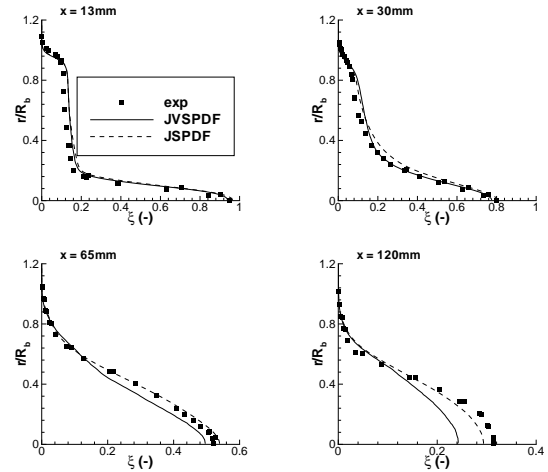 x = 13mm
x = 30mm
1.2
0.8
0.4
0
r/R_b
exp
JVSPDF
JSPDF
0 0.2 0.4 0.6 0.8 1
ξ (-)
1.2
0.8
0.4
0
r/R_b
0 0.2 0.4 0.6 0.8 1
ξ (-)
x = 65mm
x = 120mm
1.2
0.8
0.4
0
r/R_b
0 0.2 0.4 0.6
ξ (-)
1.2
0.8
0.4
0
r/R_b
0 0.2 0.4
ξ (-)